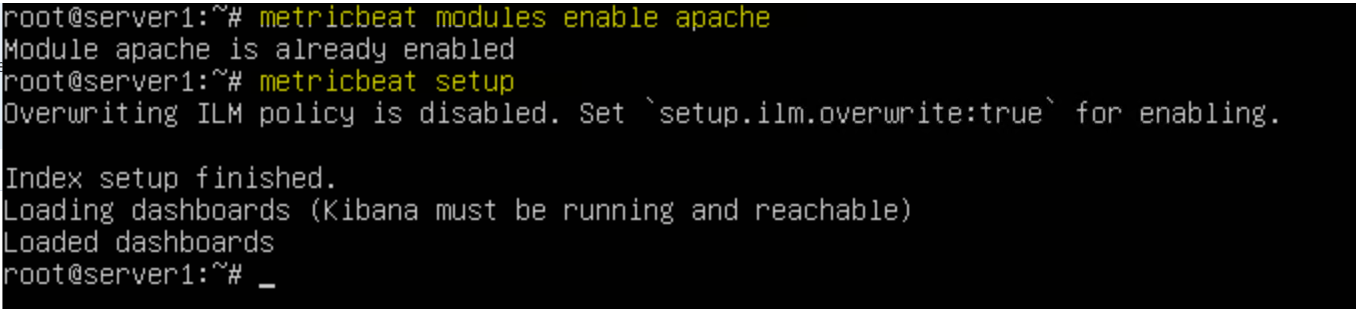 root@server1:~# metricbeat modules enable apache
Module apache is already enabled
root@server1:~# metricbeat setup
Overwriting ILM policy is disabled. Set `setup.ilm.overwrite:true` for enabling.
Index setup finished.
Loading dashboards (Kibana must be running and reachable)
Loaded dashboards
root@server1:~# _